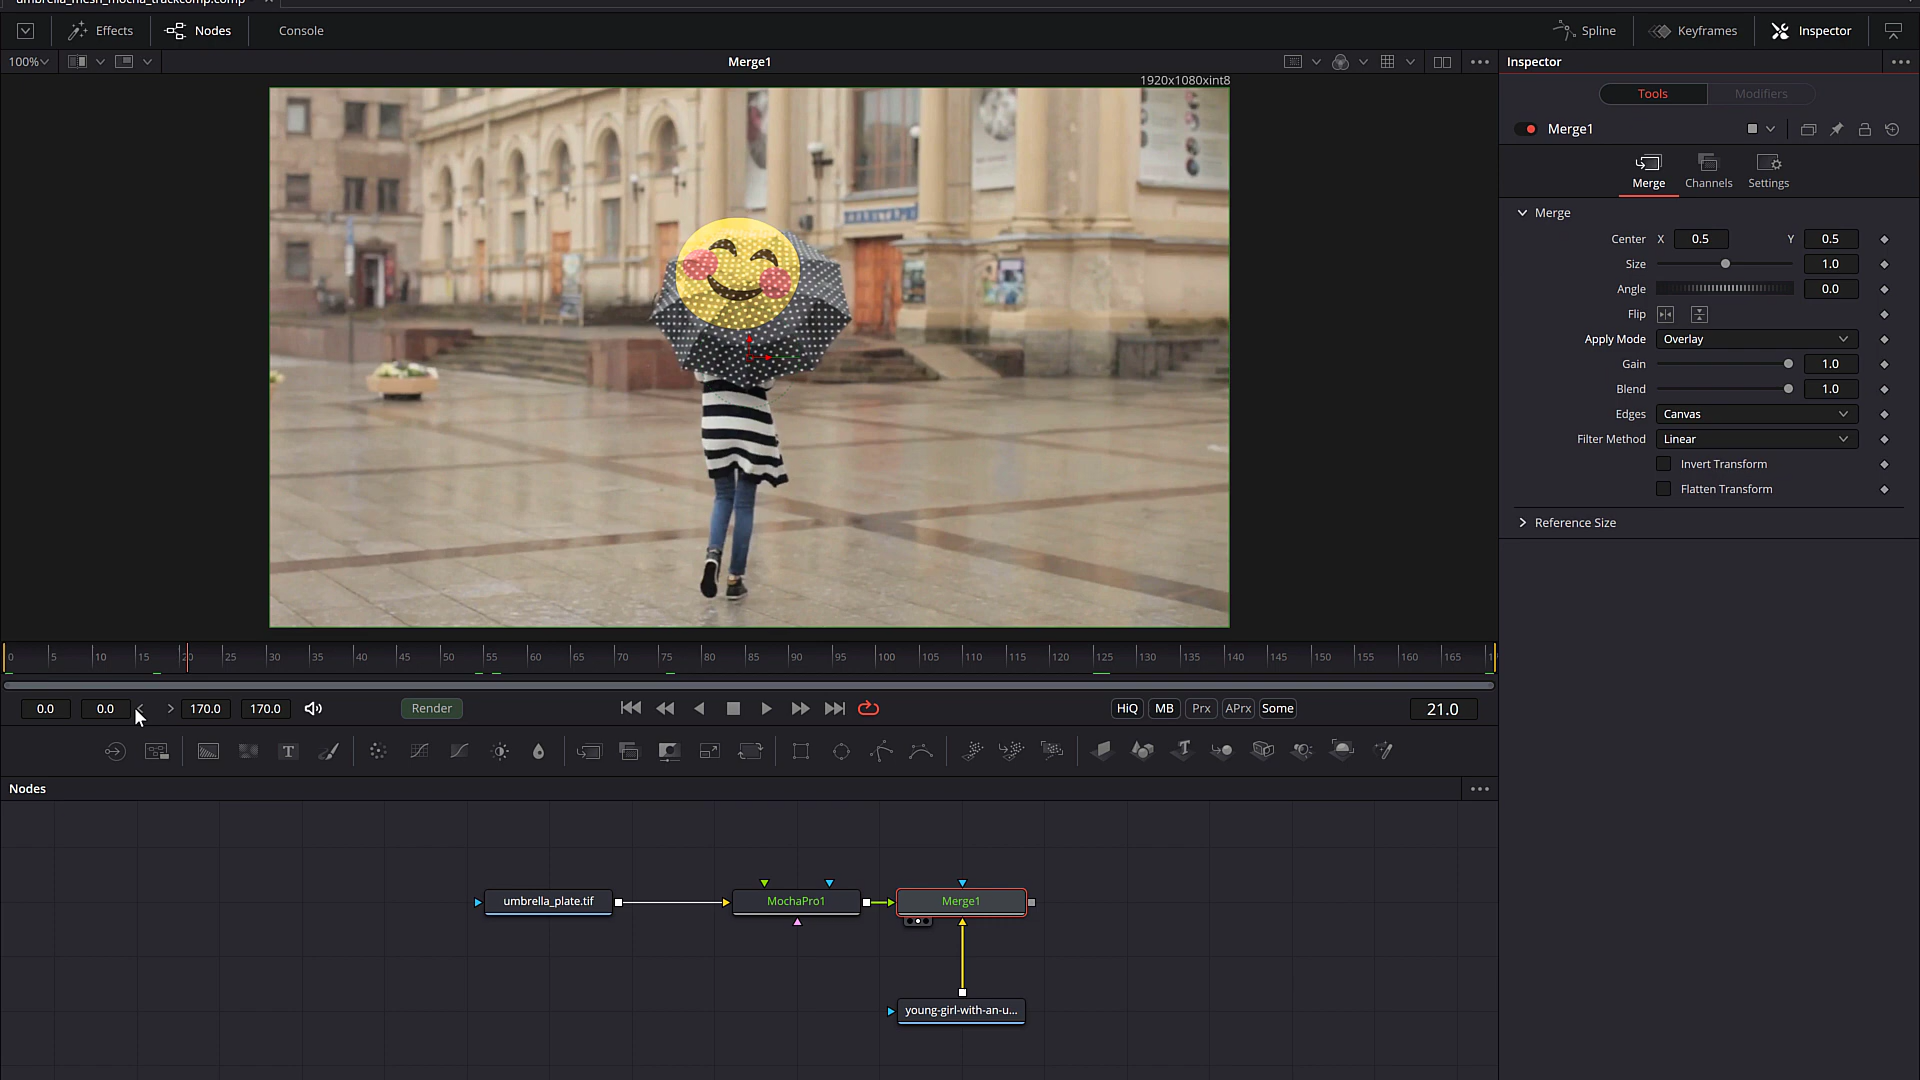 umbrella_mesh_mocha_trackcomp.comp
Effects
Nodes
Console
Spline
Keyframes
Inspector
100%
Merge1
Inspector
1920x1080xint8
Tools
Modifiers
Merge1
Merge
Channels
Settings
Merge
Center X 0.5 Y 0.5
Size 1.0
Angle 0.0
Flip
Apply Mode Overlay
Gain 1.0
Blend 1.0
Edges Canvas
Filter Method Linear
Invert Transform
Flatten Transform
Reference Size
0 5 10 15 20 25 30 35 40 45 50 55 60 65 70 75 80 85 90 95 100 105 110 115 120 125 130 135 140 145 150 155 160 165
0.0 0.0 170.0 170.0 Render HiQ MB Prx APrx Some 21.0
Nodes
umbrella_plate.tif
MochaPro1
Merge1
young-girl-with-an-u...